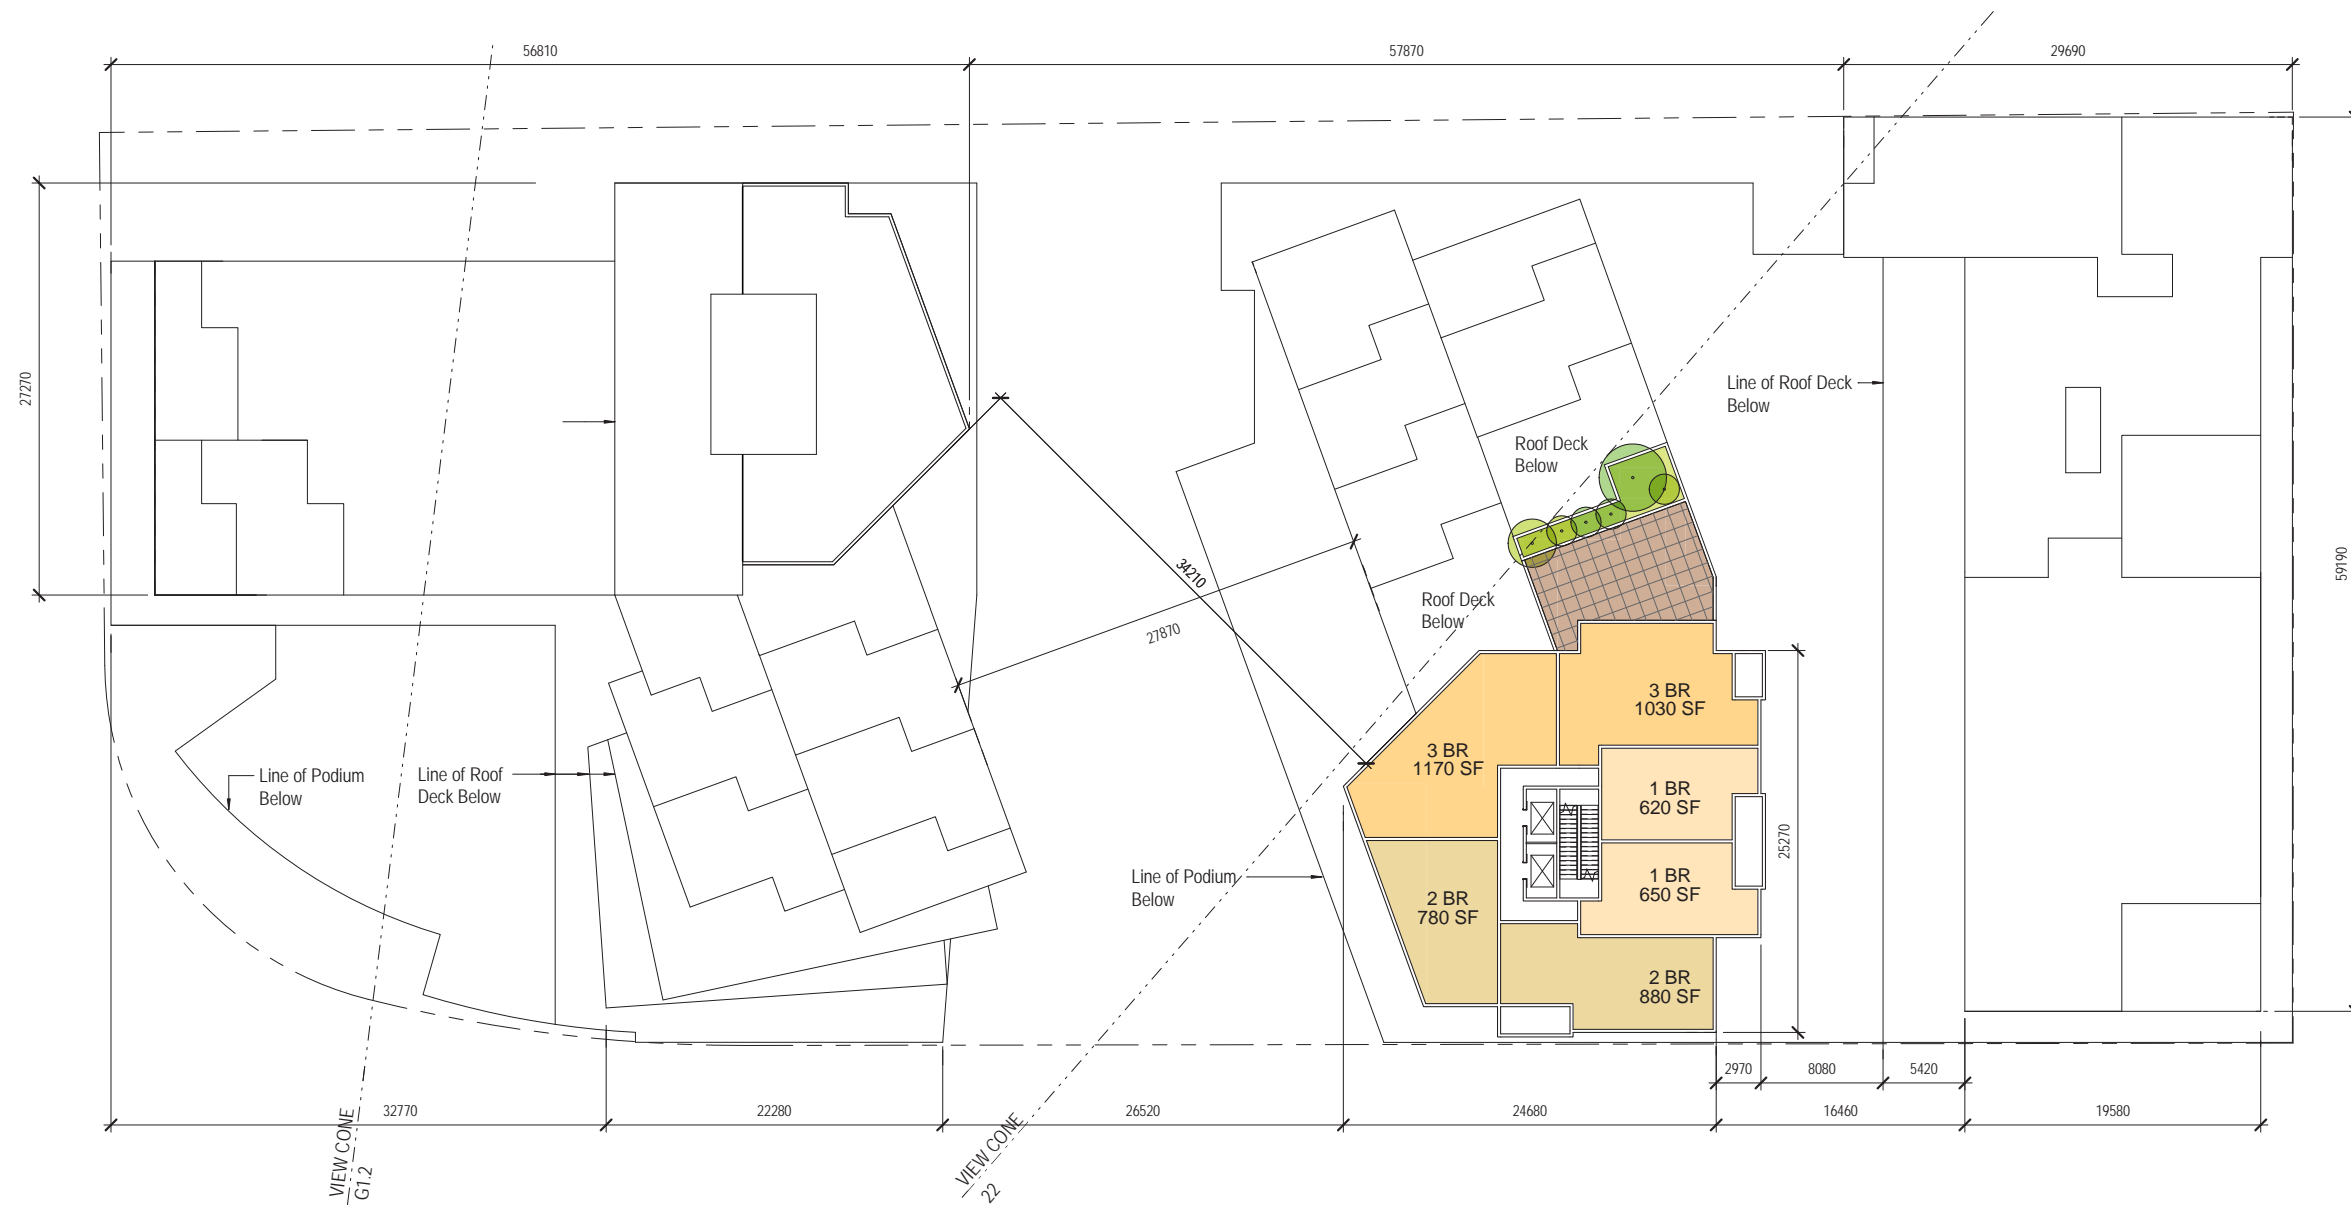 56810
57870
29690
27270
59190
Line of Roof Deck
Below
Roof Deck
Below
34210
Roof Deck
Below
27870
3 BR
1030 SF
3 BR
1170 SF
1 BR
620 SF
1 BR
650 SF
2 BR
780 SF
2 BR
880 SF
25270
Line of Podium
Below
Line of Roof
Deck Below
Line of Podium
Below
2970
8080
5420
32770
22280
26520
24680
16460
19580
VIEW CONE
G1.2
VIEW CONE
22